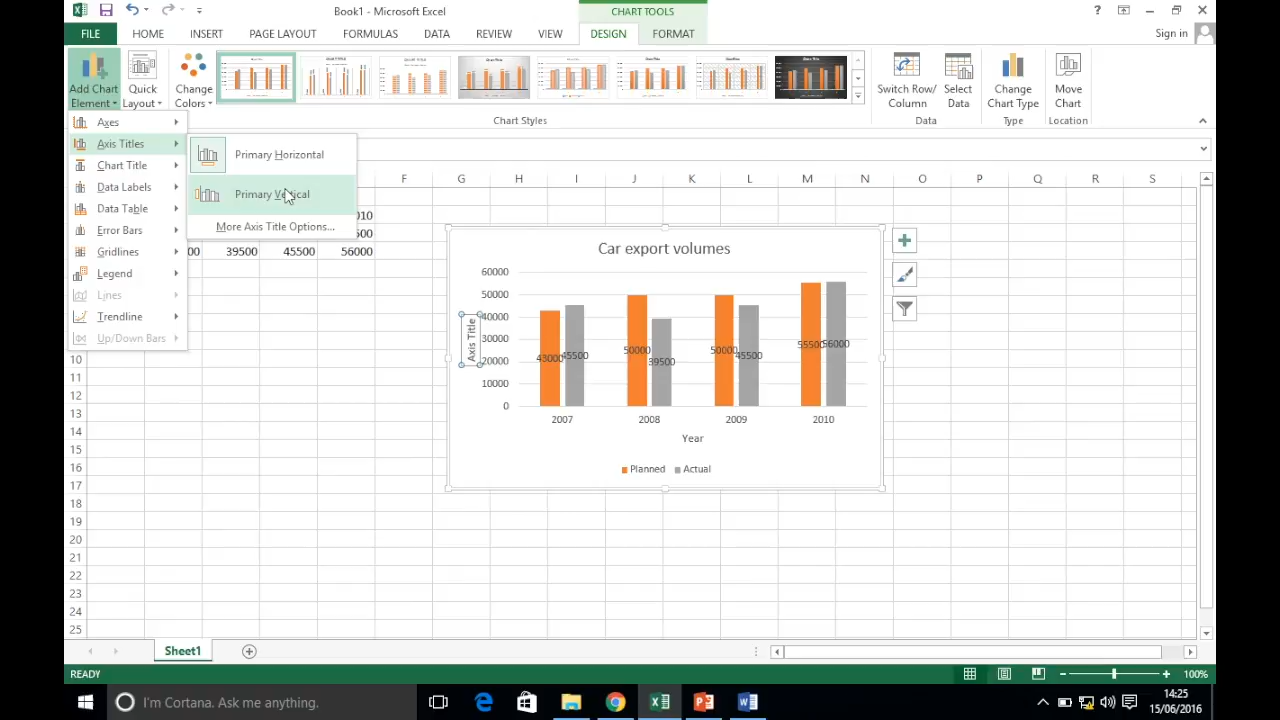 Book1 - Microsoft Excel
CHART TOOLS
?
FILE
HOME
INSERT
PAGE LAYOUT
FORMULAS
DATA
REVIEW
VIEW
DESIGN
FORMAT
Sign in
Add Chart
Element
Quick
Layout
Change
Colors
Switch Row/
Column
Select
Data
Change
Chart Type
Move
Chart
Chart Styles
Data
Type
Location
Axes
Axis Titles
Chart Title
Data Labels
Data Table
Error Bars
Gridlines
Legend
Lines
Trendline
Up/Down Bars
Primary Horizontal
Primary Vertical
More Axis Title Options...
F G H I J K L M N O P Q R S
010
500
00 39500 45500 56000
Car export volumes
60000
50000
40000
30000
20000
10000
0
Axis Title
43000 45500 50000 39500 50000 45500 55500 56000
2007 2008 2009 2010
Year
Planned Actual
10
11
12
13
14
15
16
17
18
19
20
21
22
23
24
25
Sheet1
READY
100%
I'm Cortana. Ask me anything.
14:25
15/06/2016